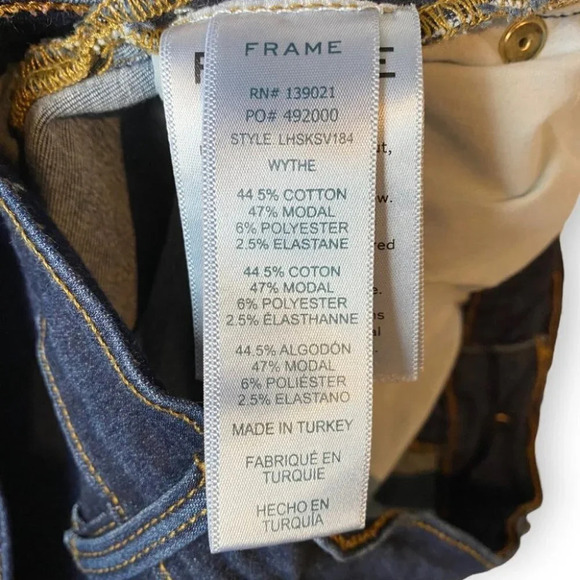 FRAME
RN# 139021
PO# 492000
STYLE LHSKSV184
WYTHE
44 5% COTTON
47% MODAL
6% POLYESTER
2.5% ELASTANE
44 5% COTON
47% MODAL
6% POLYESTER
2.5% ÉLASTHANNE
44.5% ALGODÓN
47% MODAL
6% POLIÉSTER
2.5% ELASTANO
MADE IN TURKEY
FABRIQUÉ EN
TURQUIE
HECHO EN
TURQUÍA